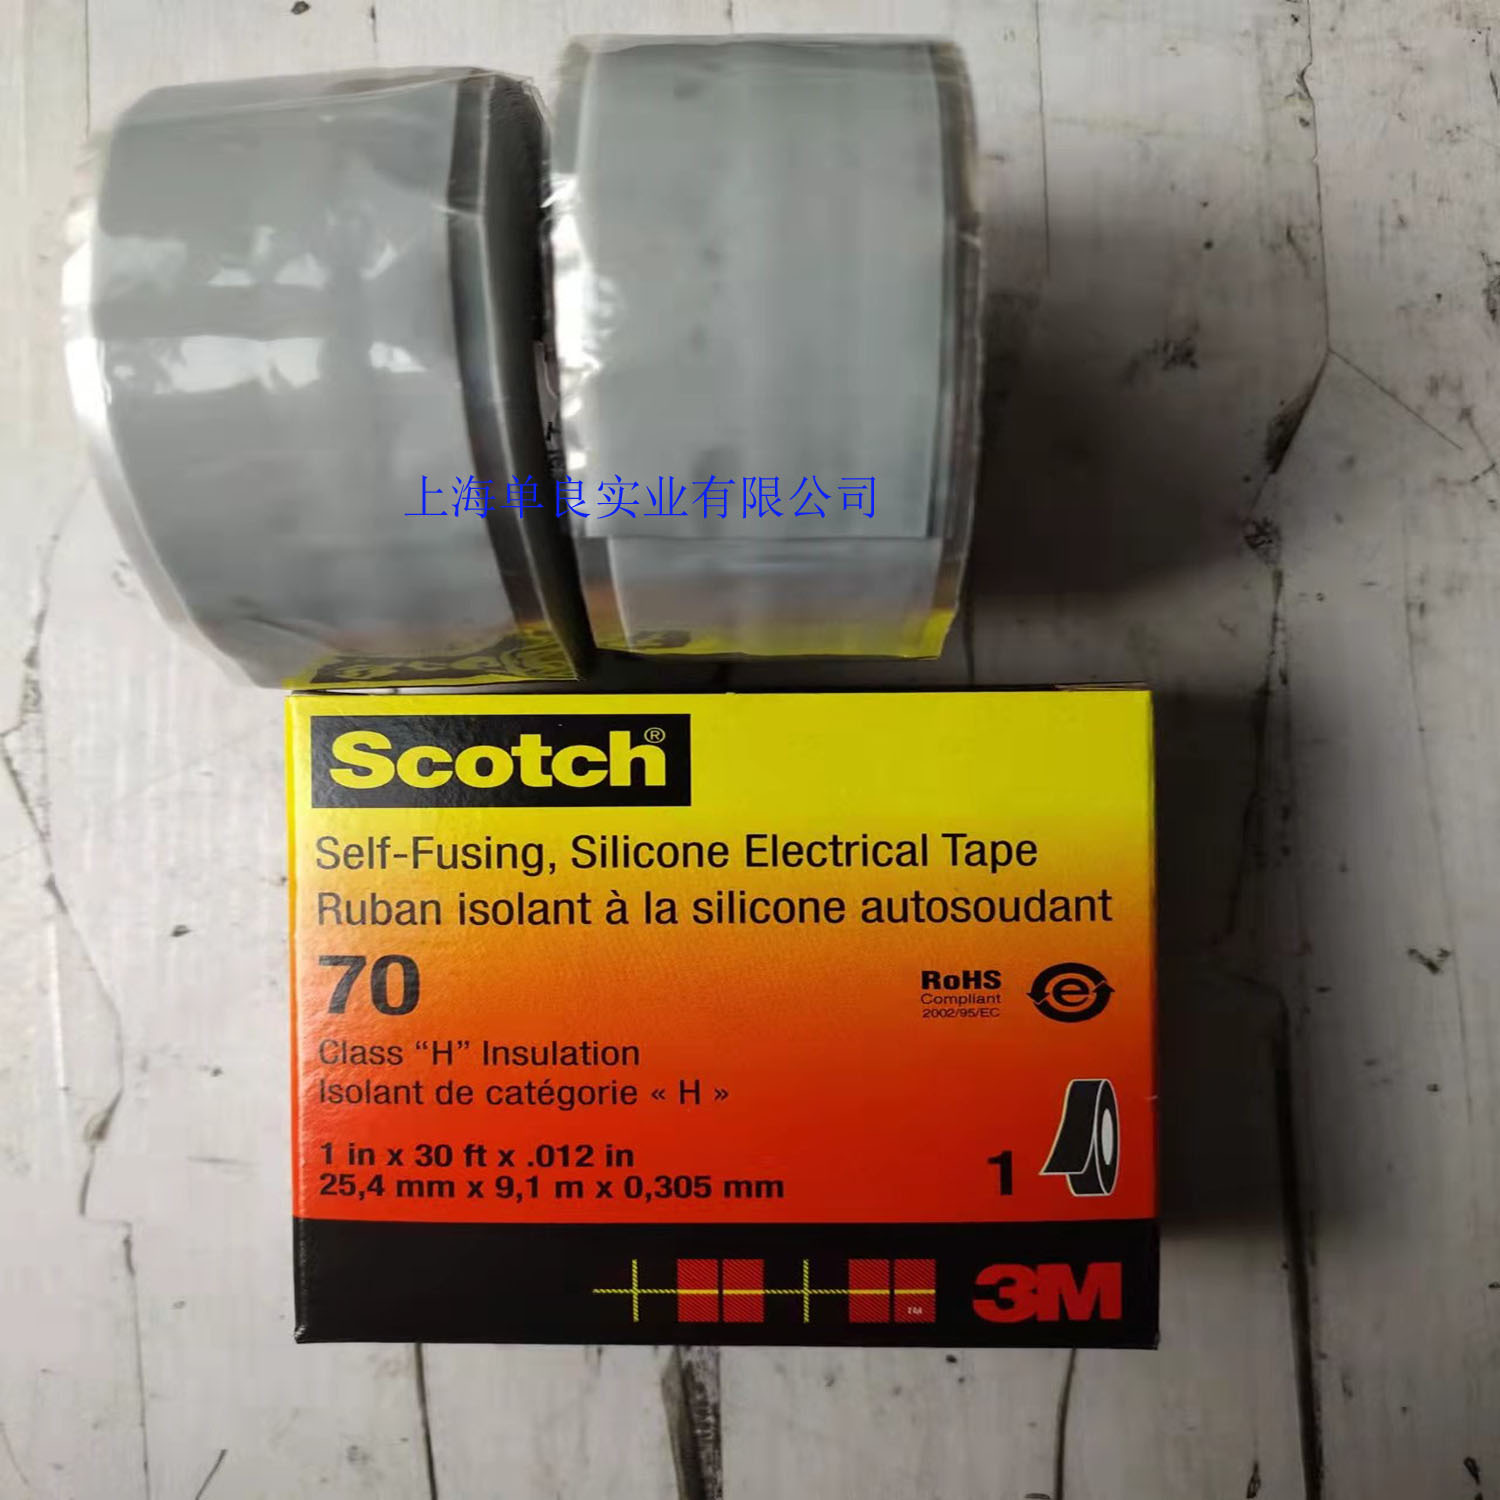 上海单良实业有限公司
Scotch®
Self-Fusing, Silicone Electrical Tape
Ruban isolant à la silicone autosoudant
70
RoHS
Compliant
2002/95/EC
e
Class “H” Insulation
Isolant de catégorie « H »
1 in x 30 ft x .012 in
25,4 mm x 9,1 m x 0,305 mm
1
TM
3M